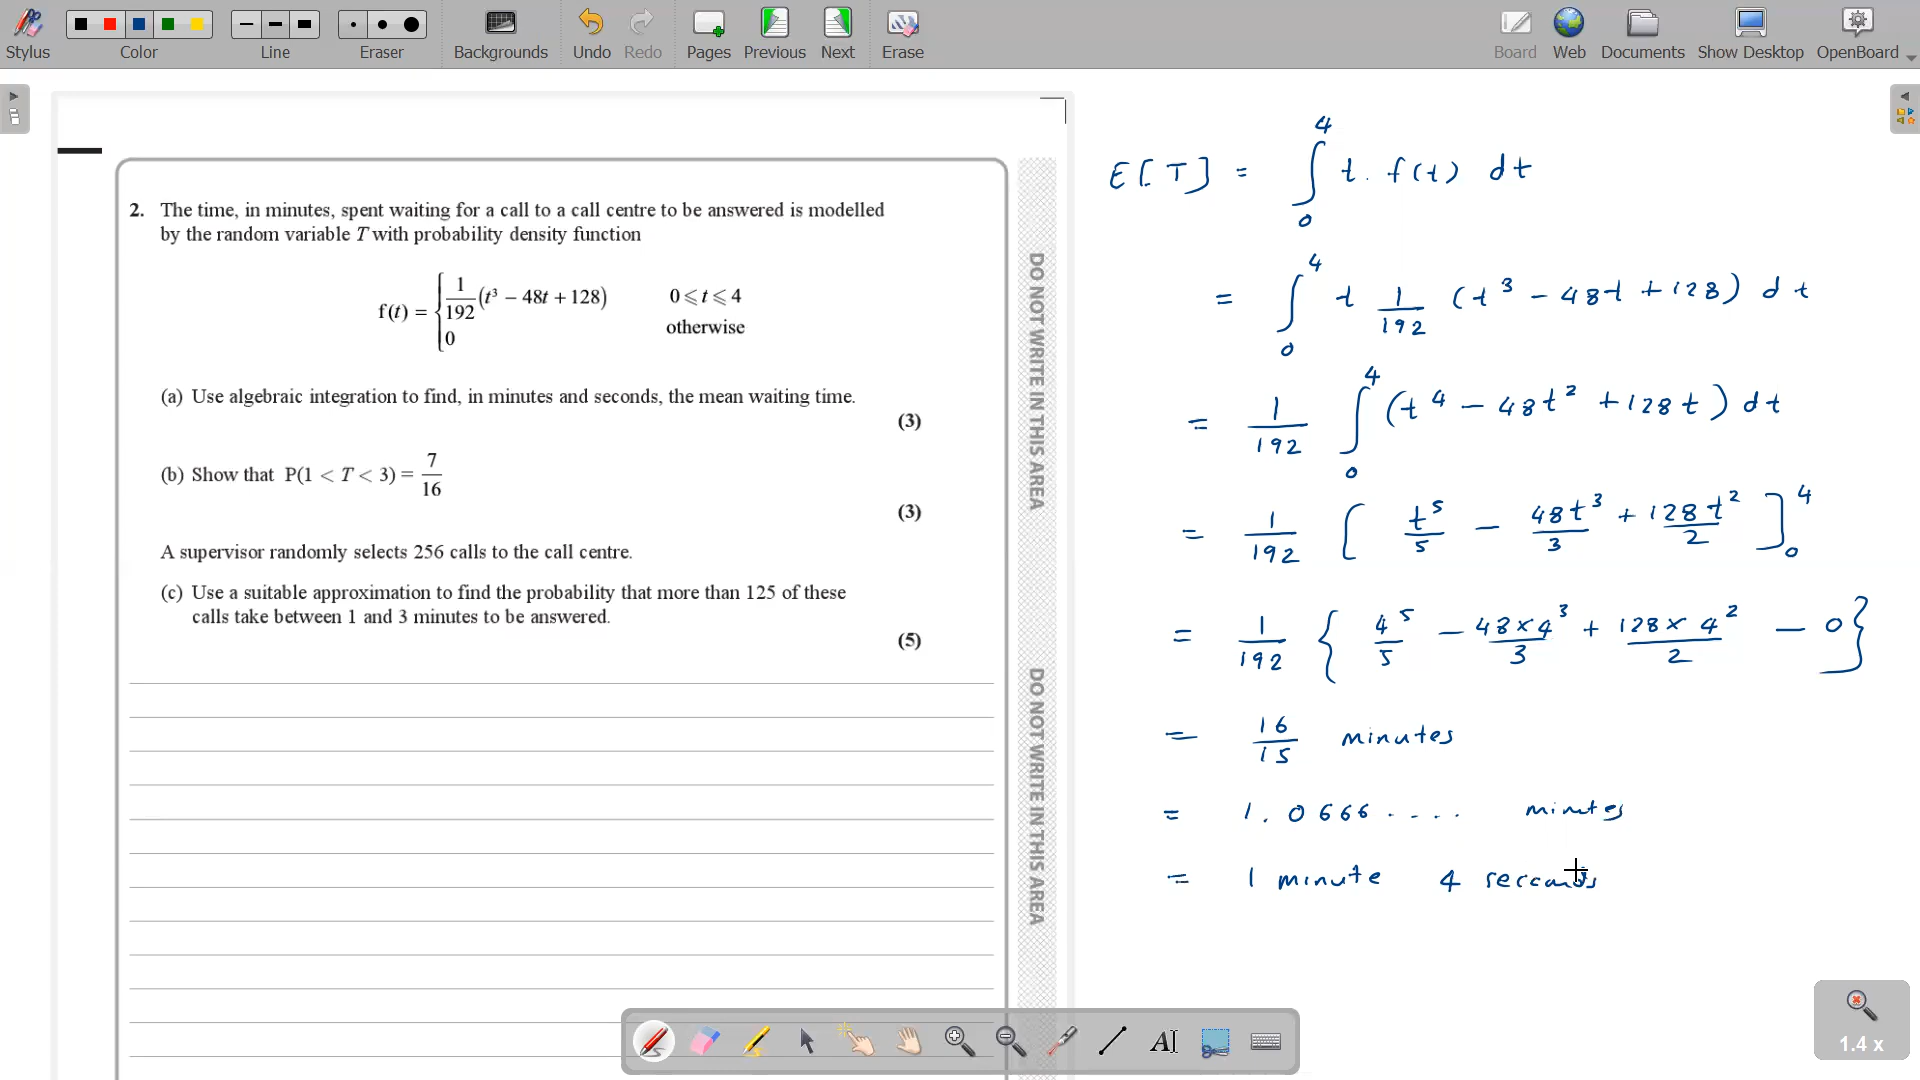 Stylus Color Line Eraser Backgrounds Undo Redo Pages Previous Next Erase Board Web Documents Show Desktop OpenBoard
2. The time, in minutes, spent waiting for a call to a call centre to be answered is modelled
by the random variable T with probability density function
f(t) = { 1/192 (t³ − 48t + 128) 0 ⩽ t ⩽ 4
0 otherwise
(a) Use algebraic integration to find, in minutes and seconds, the mean waiting time.
(3)
(b) Show that P(1 < T < 3) = 7/16
(3)
A supervisor randomly selects 256 calls to the call centre.
(c) Use a suitable approximation to find the probability that more than 125 of these
calls take between 1 and 3 minutes to be answered.
(5)
DO NOT WRITE IN THIS AREA
DO NOT WRITE IN THIS AREA
E[T] = ∫₀⁴ t. f(t) dt
= ∫₀⁴ t 1/192 (t³ − 48t + 128) dt
= 1/192 ∫₀⁴ (t⁴ − 48t² + 128t) dt
= 1/192 [ t⁵/5 − 48t³/3 + 128t²/2 ]₀⁴
= 1/192 { 4⁵/5 − 48×4³/3 + 128×4²/2 − 0 }
= 16/15 minutes
= 1.0666.... minutes
= 1 minute 4 seconds
1.4 x